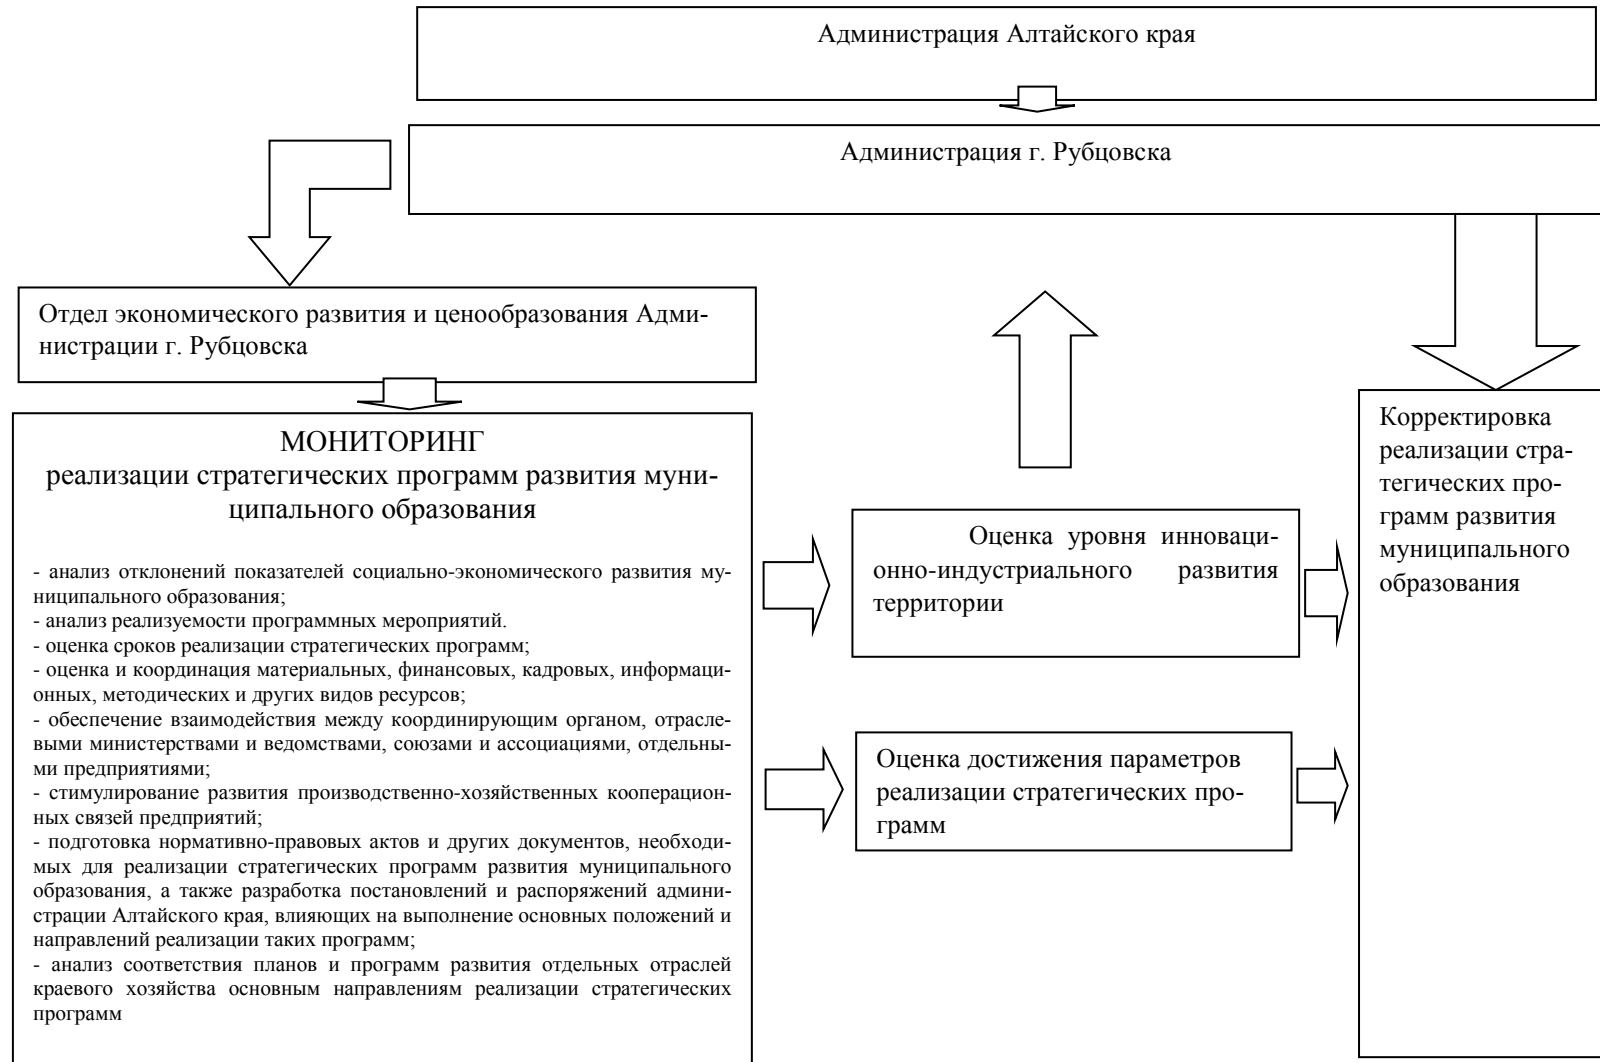 Администрация Алтайского края
Администрация г. Рубцовска
Отдел экономического развития и ценообразования Адми-
нистрации г. Рубцовска
МОНИТОРИНГ
реализации стратегических программ развития муни-
ципального образования
- анализ отклонений показателей социально-экономического развития му-
ниципального образования;
- анализ реализуемости программных мероприятий.
- оценка сроков реализации стратегических программ;
- оценка и координация материальных, финансовых, кадровых, информаци-
онных, методических и других видов ресурсов;
- обеспечение взаимодействия между координирующим органом, отрасле-
выми министерствами и ведомствами, союзами и ассоциациями, отдельны-
ми предприятиями;
- стимулирование развития производственно-хозяйственных кооперацион-
ных связей предприятий;
- подготовка нормативно-правовых актов и других документов, необходи-
мых для реализации стратегических программ развития муниципального
образования, а также разработка постановлений и распоряжений админи-
страции Алтайского края, влияющих на выполнение основных положений и
направлений реализации таких программ;
- анализ соответствия планов и программ развития отдельных отраслей
краевого хозяйства основным направлениям реализации стратегических
программ
Оценка уровня инноваци-
онно-индустриального развития
территории
Оценка достижения параметров
реализации стратегических про-
грамм
Корректировка
реализации стра-
тегических про-
грамм развития
муниципального
образования